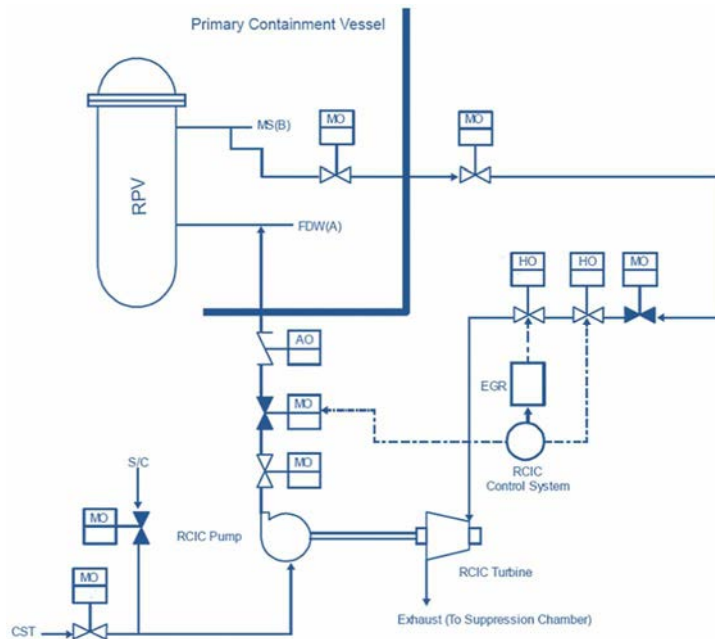 Primary Containment Vessel
MS(B)
MO
MO
RPV
FDW(A)
HO
HO
MO
AO
EGR
MO
S/C
RCIC
Control System
MO
MO
RCIC Pump
RCIC Turbine
MO
CST
Exhaust (To Suppression Chamber)